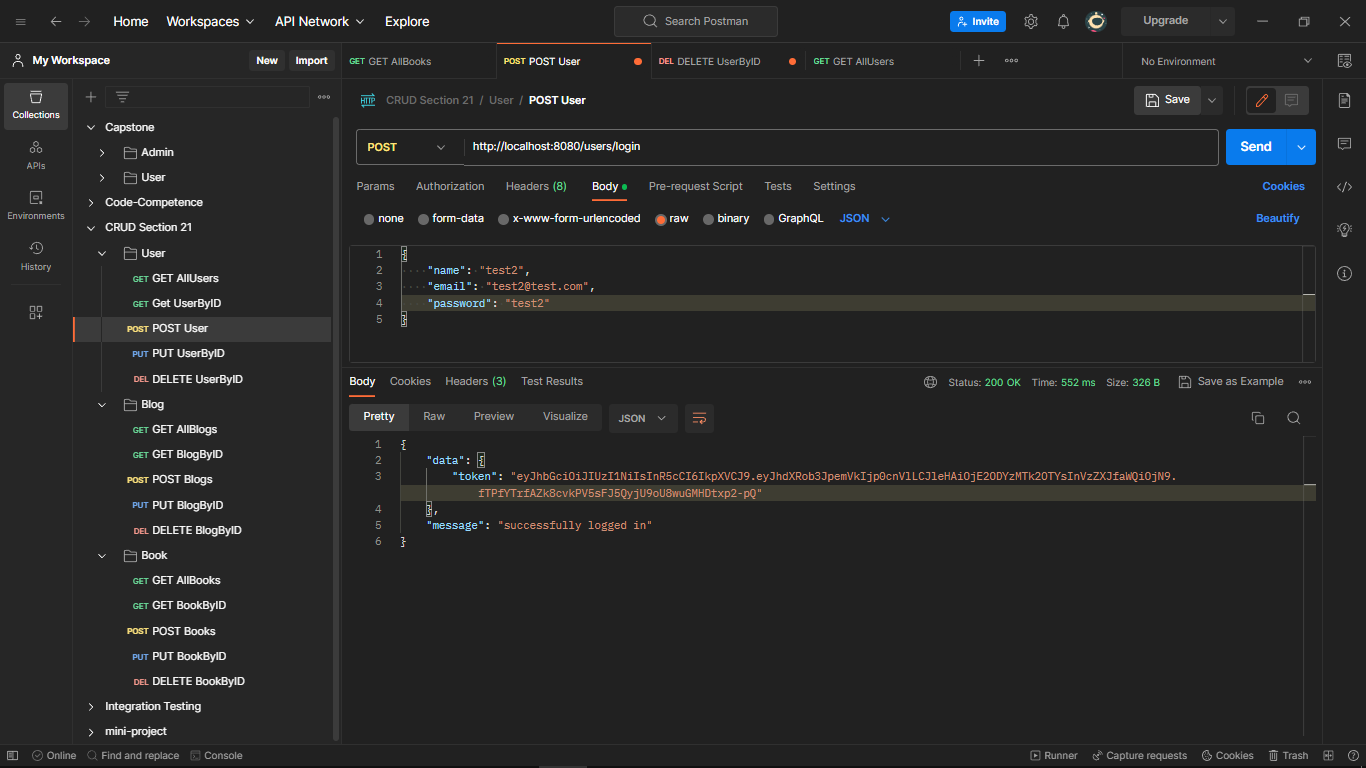 Home Workspaces API Network Explore Search Postman Invite Upgrade
My Workspace New Import GET GET AllBooks POST POST User DEL DELETE UserByID GET GET AllUsers No Environment
Collections
APIs
Environments
History
Capstone
Admin
User
Code-Competence
CRUD Section 21
User
GET GET AllUsers
GET Get UserByID
POST POST User
PUT PUT UserByID
DEL DELETE UserByID
Blog
GET GET AllBlogs
GET GET BlogByID
POST POST Blogs
PUT PUT BlogByID
DEL DELETE BlogByID
Book
GET GET AllBooks
GET GET BookByID
POST POST Books
PUT PUT BookByID
DEL DELETE BookByID
Integration Testing
mini-project
HTTP CRUD Section 21 / User / POST User Save
POST http://localhost:8080/users/login Send
Params Authorization Headers (8) Body Pre-request Script Tests Settings Cookies
none form-data x-www-form-urlencoded raw binary GraphQL JSON Beautify
1 {
2 "name": "test2",
3 "email": "test2@test.com",
4 "password": "test2"
5 }
Body Cookies Headers (3) Test Results Status: 200 OK Time: 552 ms Size: 326 B Save as Example
Pretty Raw Preview Visualize JSON
1 {
2 "data": {
3 "token": "eyJhbGciOiJIUzI1NiIsInR5cCI6IkpXVCJ9.eyJhdXRob3JpemVkIjp0cnVlLCJleHAiOjE2ODYzMTk2OTYsInVzZXJfaWQiOjN9.
fTPfYTrfAZk8cvkPV5sFJ5QyjU9oU8wuGMHDtxp2-pQ"
4 },
5 "message": "successfully logged in"
6 }
Online Find and replace Console Runner Capture requests Cookies Trash